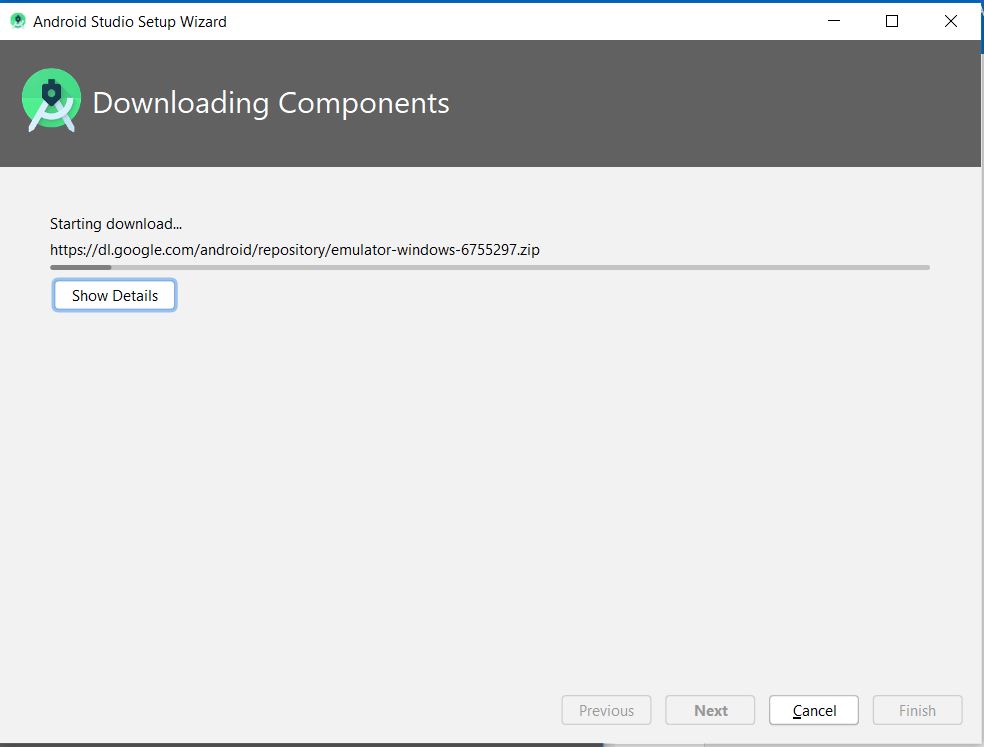 Android Studio Setup Wizard
Downloading Components
Starting download...
https://dl.google.com/android/repository/emulator-windows-6755297.zip
Show Details
Previous Next Cancel Finish